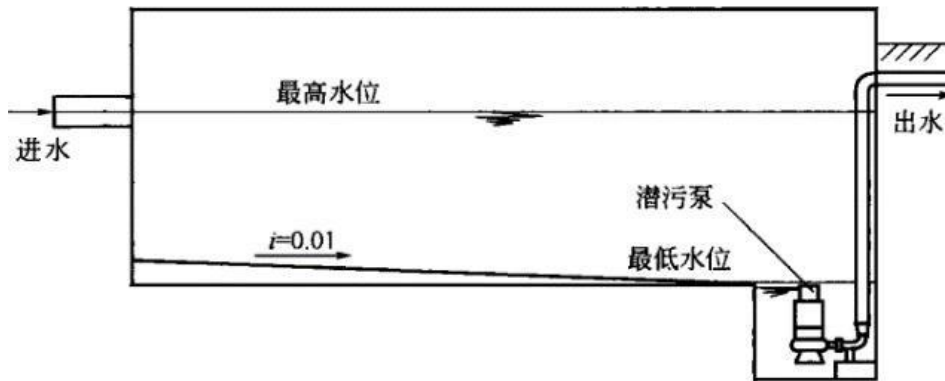 最高水位
进水
出水
潜污泵
i=0.01
最低水位